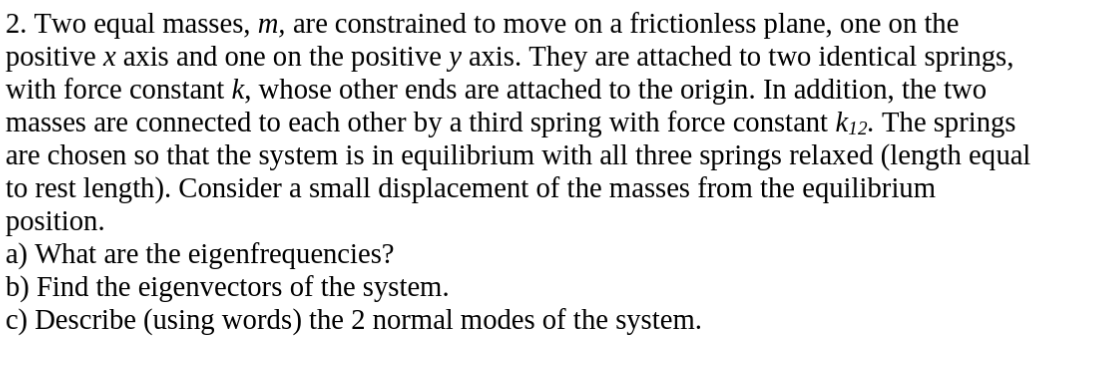 2. Two equal masses, m, are constrained to move on a frictionless plane, one on the
positive x axis and one on the positive y axis. They are attached to two identical springs,
with force constant k, whose other ends are attached to the origin. In addition, the two
masses are connected to each other by a third spring with force constant k12. The springs
are chosen so that the system is in equilibrium with all three springs relaxed (length equal
to rest length). Consider a small displacement of the masses from the equilibrium
position.
a) What are the eigenfrequencies?
b) Find the eigenvectors of the system.
c) Describe (using words) the 2 normal modes of the system.